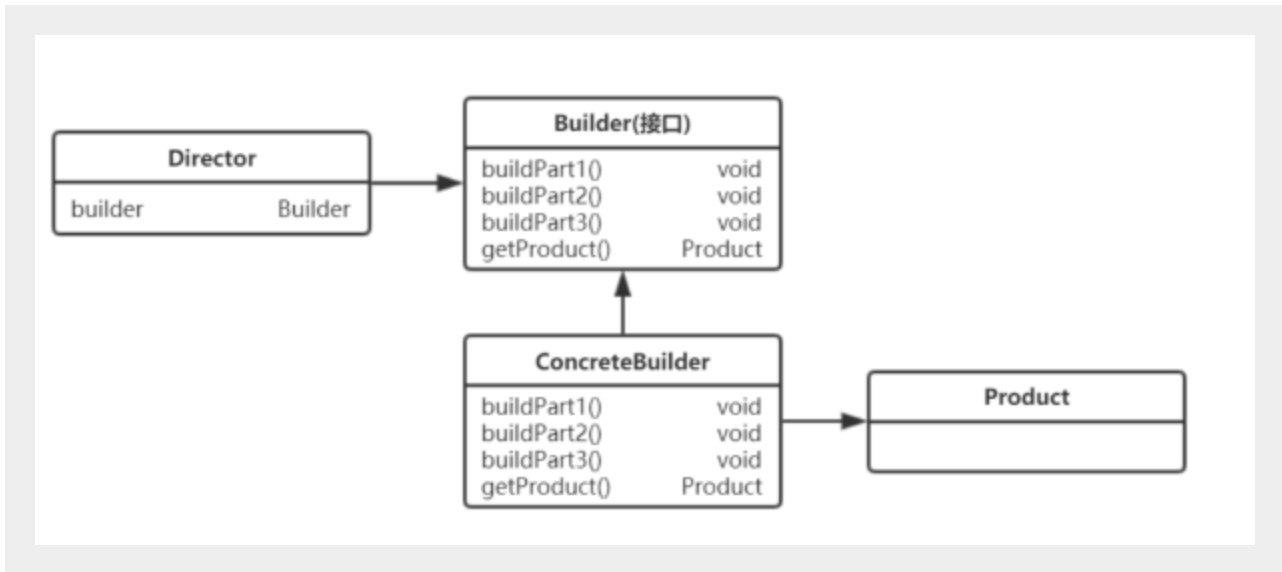 Director
builder Builder
Builder(接口)
buildPart1() void
buildPart2() void
buildPart3() void
getProduct() Product
ConcreteBuilder
buildPart1() void
buildPart2() void
buildPart3() void
getProduct() Product
Product